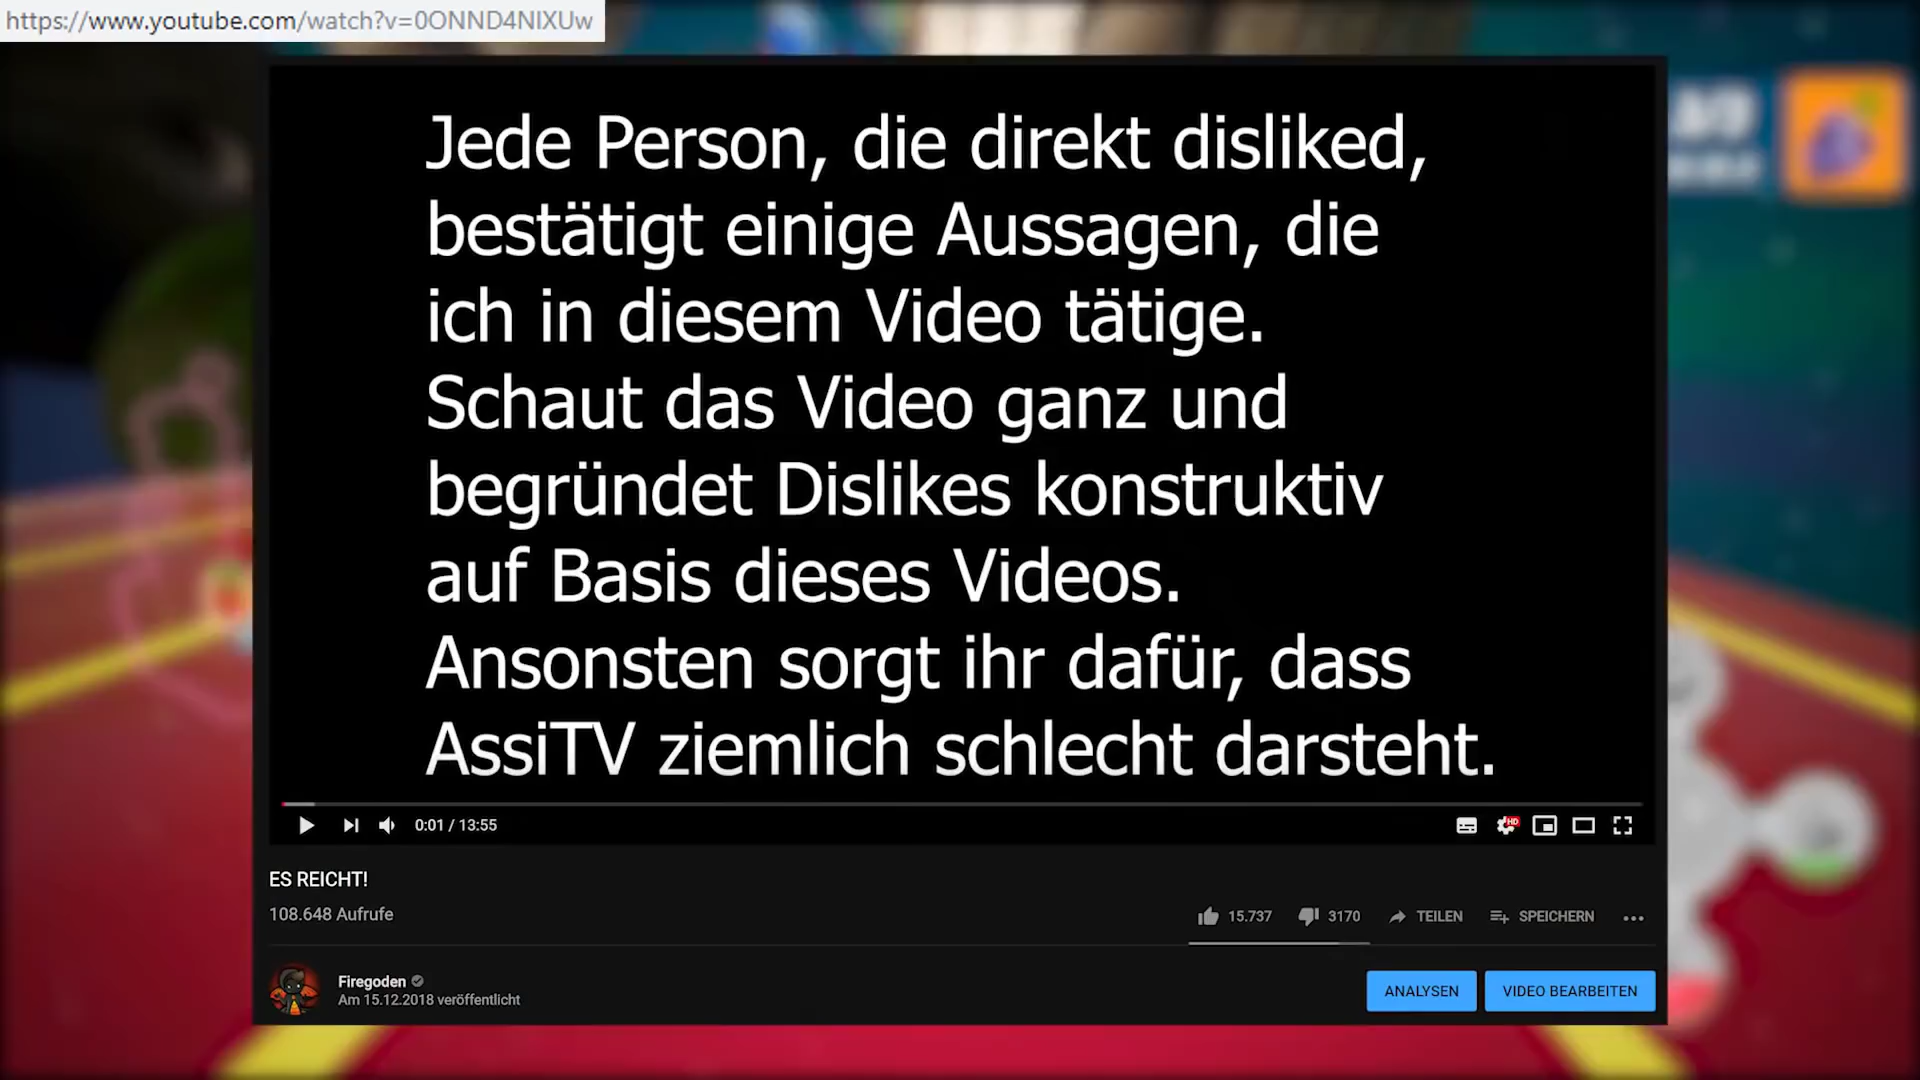 https://www.youtube.com/watch?v=0ONND4NIXUw
Jede Person, die direkt disliked,
bestätigt einige Aussagen, die
ich in diesem Video tätige.
Schaut das Video ganz und
begründet Dislikes konstruktiv
auf Basis dieses Videos.
Ansonsten sorgt ihr dafür, dass
AssiTV ziemlich schlecht darsteht.
0:01 / 13:55
HD
ES REICHT!
108.648 Aufrufe
15.737 3170 TEILEN SPEICHERN
Firegoden
Am 15.12.2018 veröffentlicht
ANALYSEN VIDEO BEARBEITEN